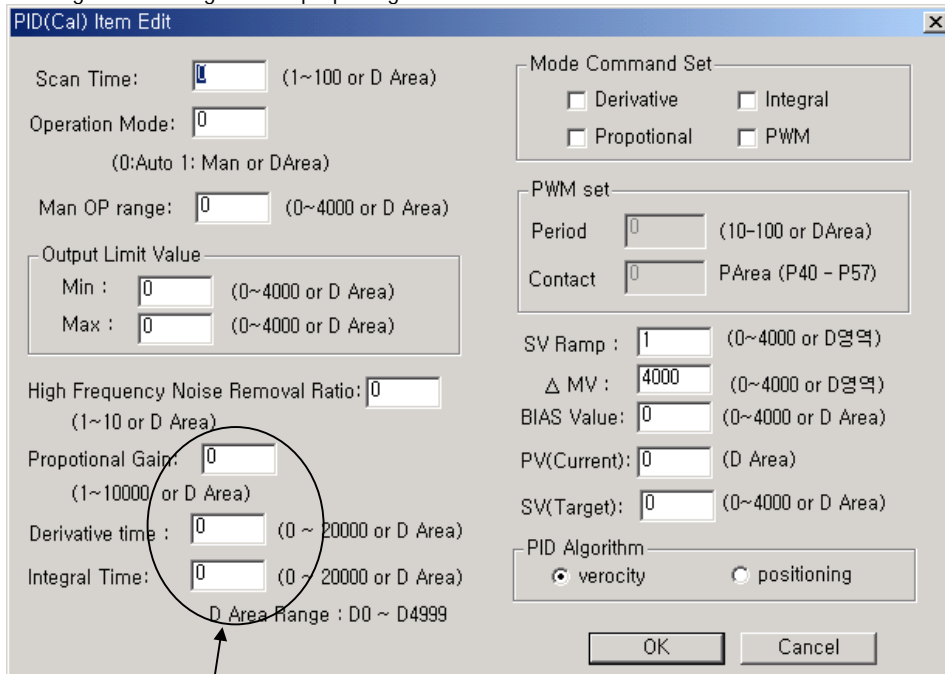 PID(Cal) Item Edit
Scan Time: 0 (1~100 or D Area)
Operation Mode: 0
(0:Auto 1: Man or DArea)
Man OP range: 0 (0~4000 or D Area)
Output Limit Value
Min : 0 (0~4000 or D Area)
Max : 0 (0~4000 or D Area)
High Frequency Noise Removal Ratio: 0
(1~10 or D Area)
Propotional Gain: 0
(1~10000 or D Area)
Derivative time : 0 (0 ~ 20000 or D Area)
Integral Time: 0 (0 ~ 20000 or D Area)
D Area Range : D0 ~ D4999
Mode Command Set
Derivative Integral
Propotional PWM
PWM set
Period 0 (10-100 or DArea)
Contact 0 PArea (P40 - P57)
SV Ramp : 1 (0~4000 or D영역)
△ MV : 4000 (0~4000 or D영역)
BIAS Value: 0 (0~4000 or D Area)
PV(Current): 0 (D Area)
SV(Target): 0 (0~4000 or D Area)
PID Algorithm
verocity positioning
OK Cancel